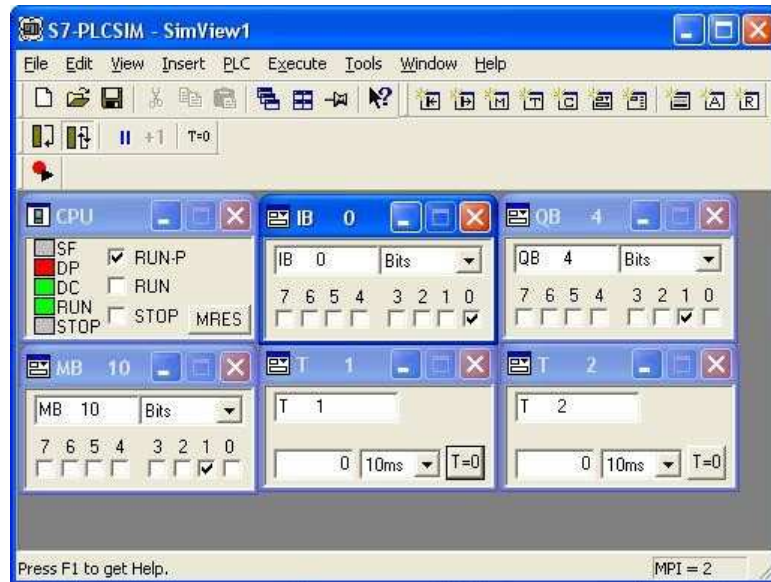 S7-PLCSIM - SimView1
File Edit View Insert PLC Execute Tools Window Help
+1 T=0
CPU
SF
DP
DC
RUN
STOP
RUN-P
RUN
STOP
MRES
IB 0
IB 0 Bits
7 6 5 4 3 2 1 0
QB 4
QB 4 Bits
7 6 5 4 3 2 1 0
MB 10
MB 10 Bits
7 6 5 4 3 2 1 0
T 1
T 1
0 10ms T=0
T 2
T 2
0 10ms T=0
Press F1 to get Help.
MPI = 2